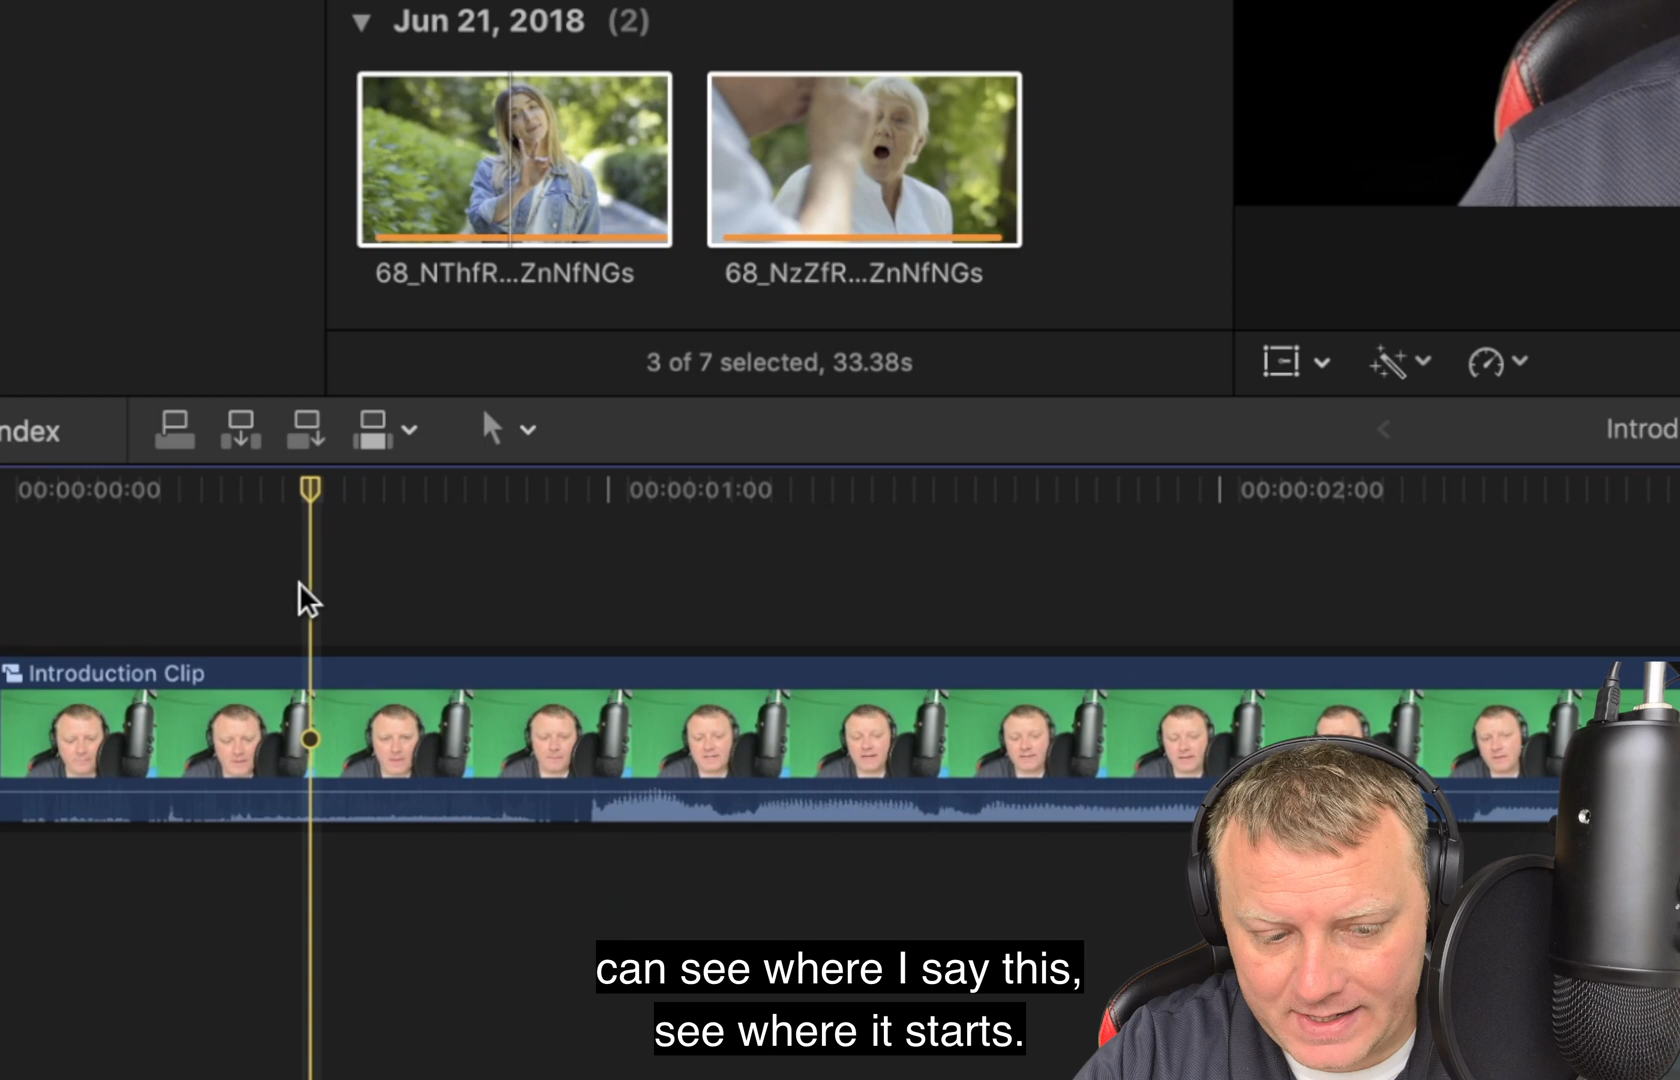 Jun 21, 2018 (2)
68_NThfR...ZnNfNGs
68_NzZfR...ZnNfNGs
3 of 7 selected, 33.38s
ndex
Introd
00:00:00:00
00:00:01:00
00:00:02:00
Introduction Clip
can see where I say this,
see where it starts.